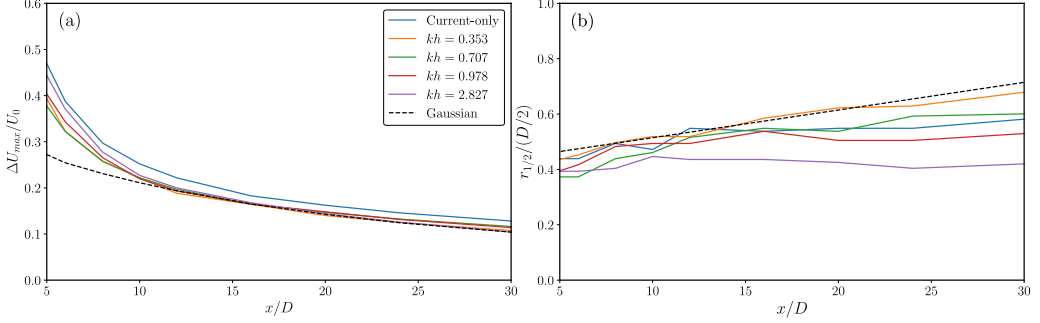 0.6
0.5
0.4
0.3
0.2
0.1
0.0
ΔU_max/U_0
(a)
Current-only
kh = 0.353
kh = 0.707
kh = 0.978
kh = 2.827
Gaussian
5 10 15 20 25 30
x/D
1.0
0.8
0.6
0.4
0.2
0.0
r_1/2/(D/2)
(b)
5 10 15 20 25 30
x/D